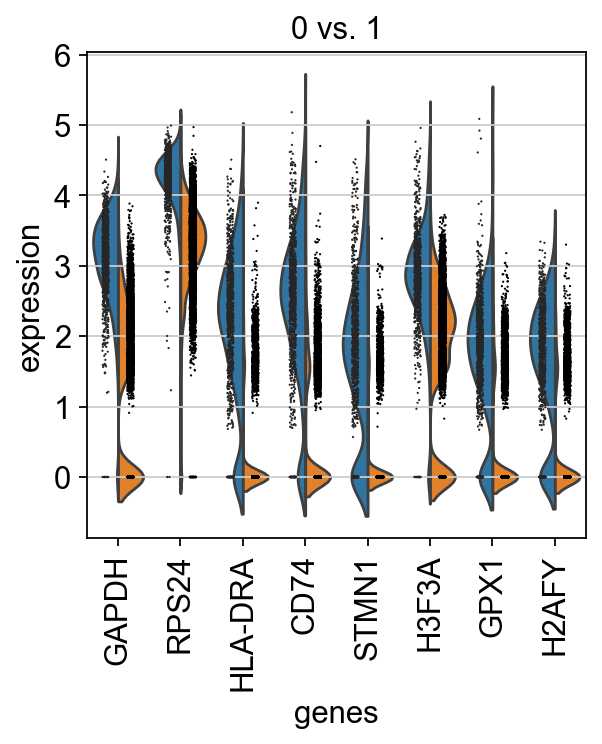 0 vs. 1
6
5
4
3
2
1
0
expression
GAPDH
RPS24
HLA-DRA
CD74
STMN1
H3F3A
GPX1
H2AFY
genes